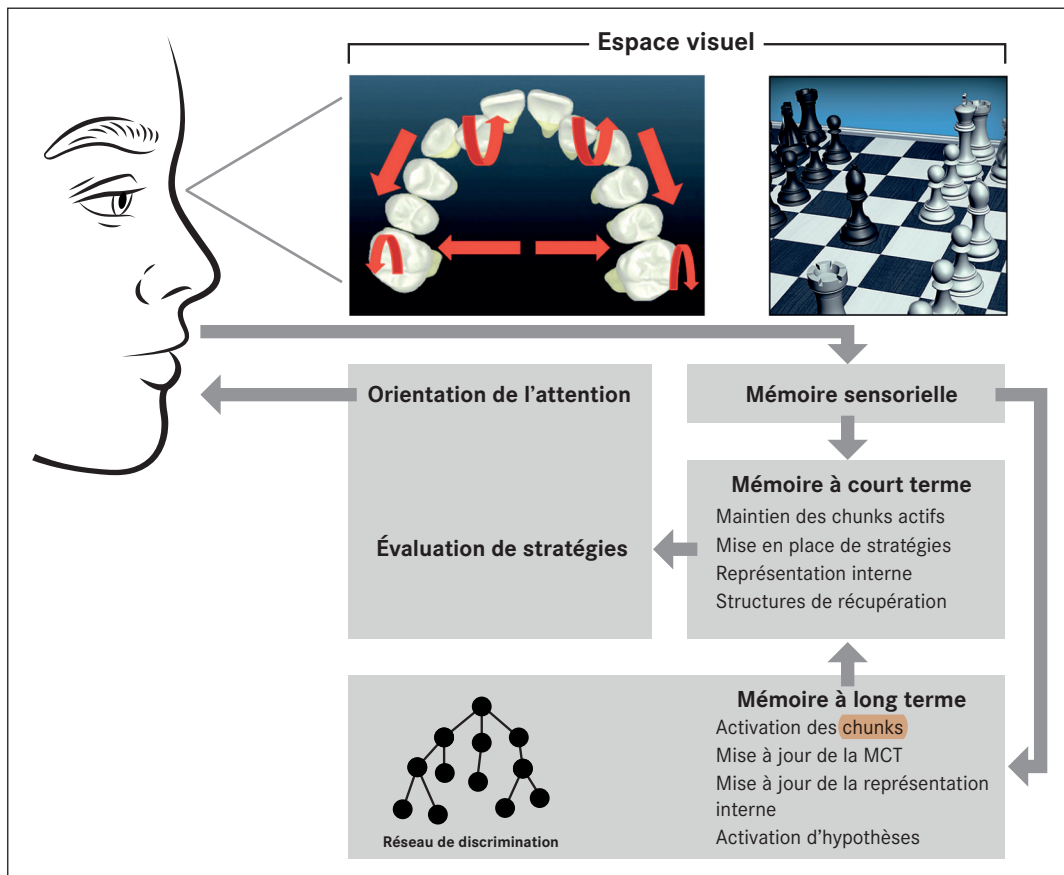 Espace visuel
Orientation de l’attention
Mémoire sensorielle
Mémoire à court terme
Maintien des chunks actifs
Mise en place de stratégies
Représentation interne
Structures de récupération
Évaluation de stratégies
Mémoire à long terme
Activation des chunks
Mise à jour de la MCT
Mise à jour de la représentation
interne
Activation d'hypothèses
Réseau de discrimination